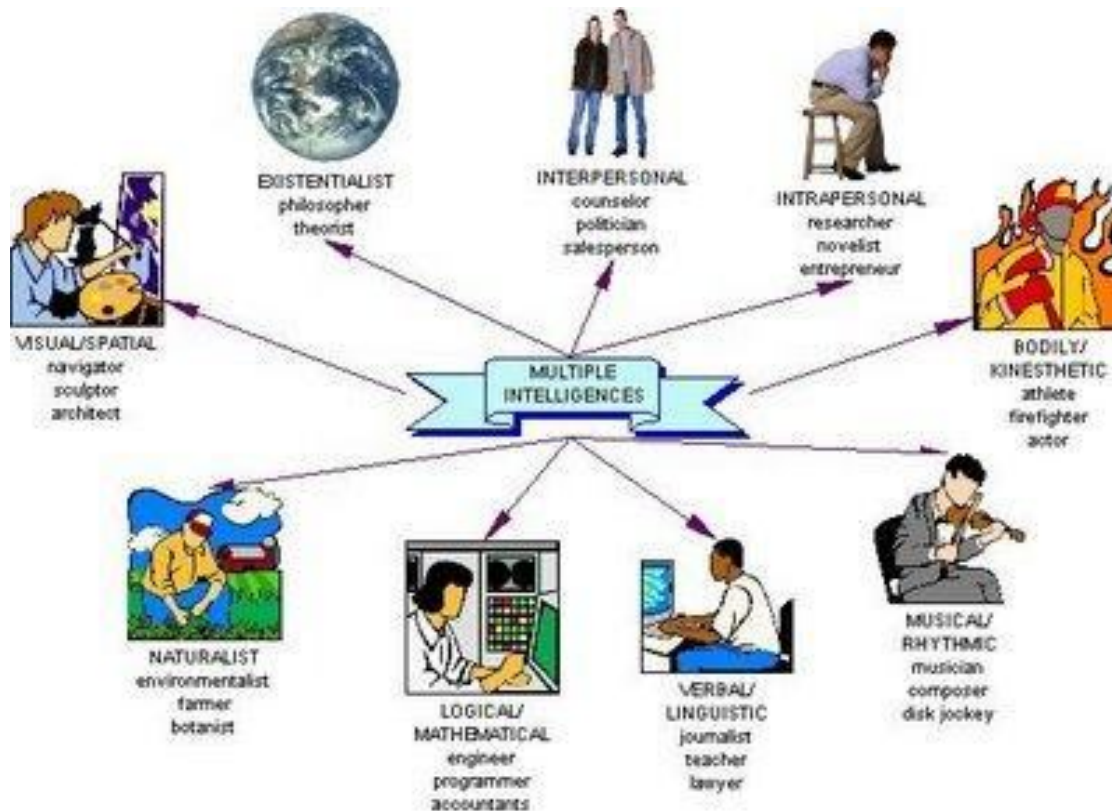 EXISTENTIALIST
philosopher
theorist
INTERPERSONAL
counselor
politician
salesperson
INTRAPERSONAL
researcher
novelist
entrepreneur
VISUAL/SPATIAL
navigator
sculptor
architect
MULTIPLE
INTELLIGENCES
BODILY/
KINESTHETIC
athlete
firefighter
actor
NATURALIST
environmentalist
farmer
botanist
LOGICAL/
MATHEMATICAL
engineer
programmer
accountants
VERBAL/
LINGUISTIC
journalist
teacher
lawyer
MUSICAL/
RHYTHMIC
musician
composer
disk jockey